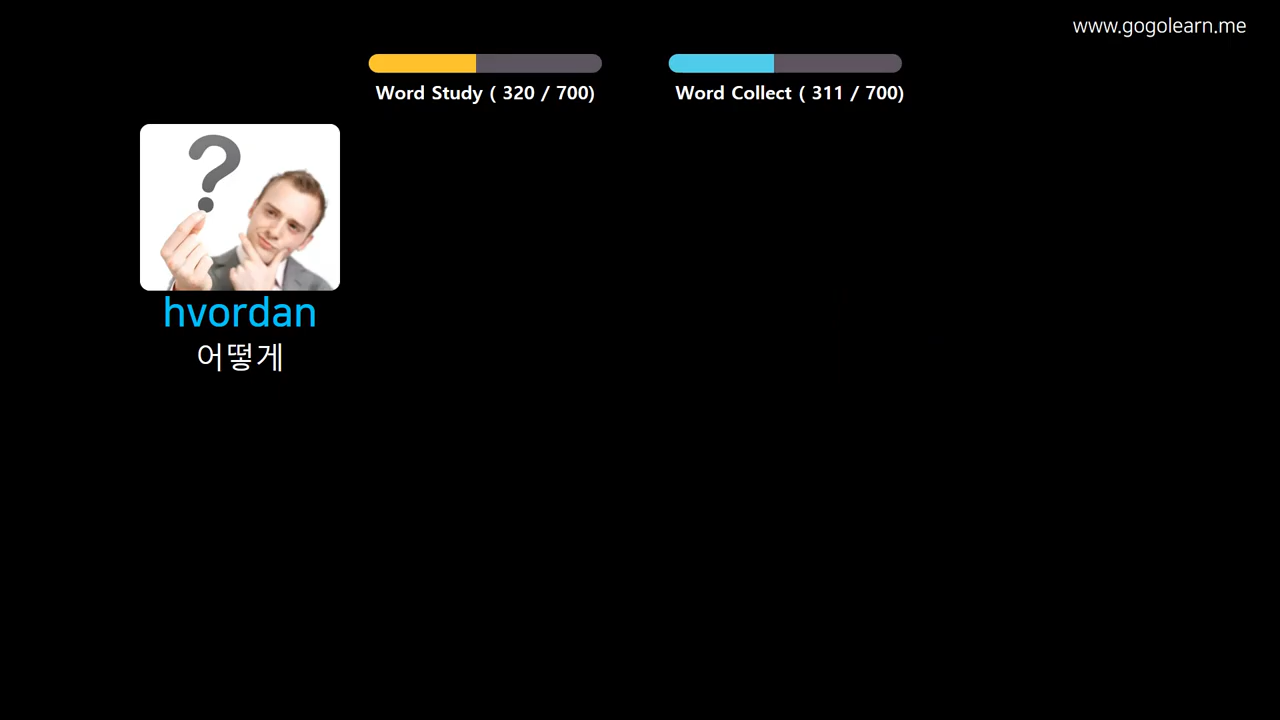 www.gogolearn.me
Word Study ( 320 / 700)
Word Collect ( 311 / 700)
?
hvordan
어떻게